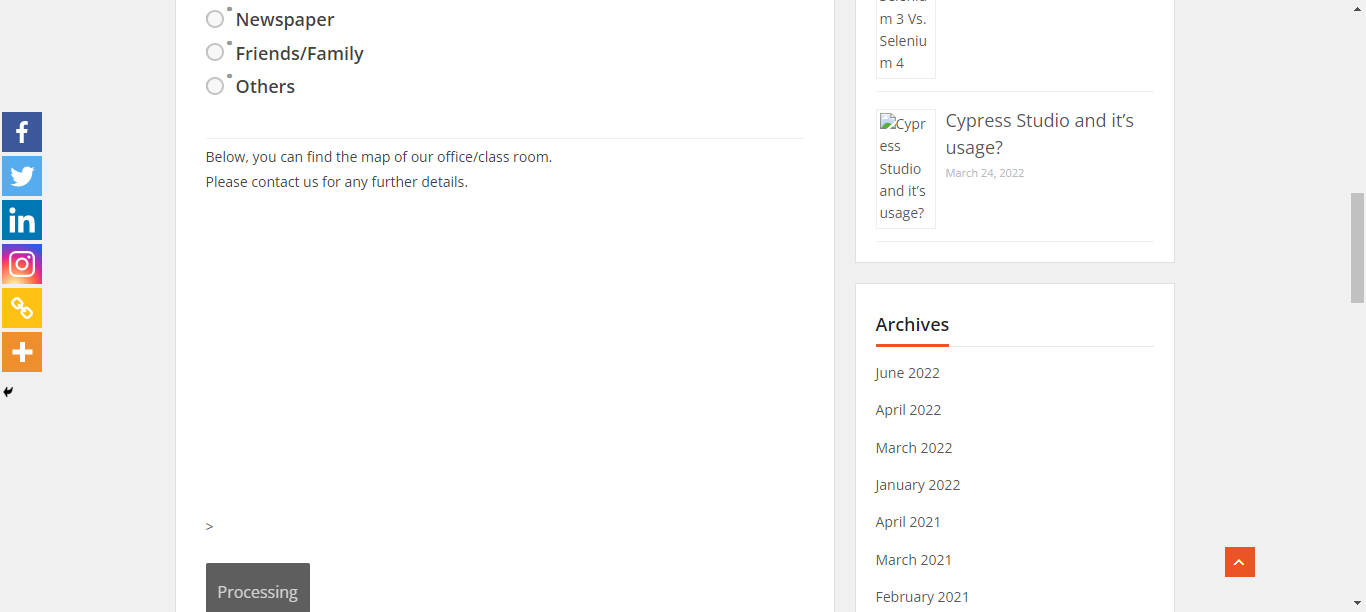 Newspaper
Friends/Family
Others
Below, you can find the map of our office/class room.
Please contact us for any further details.
>
Processing
m 3 Vs.
Seleniu
m 4
Cypr
ess
Studio
and it's
usage?
Cypress Studio and it's
usage?
March 24, 2022
Archives
June 2022
April 2022
March 2022
January 2022
April 2021
March 2021
February 2021